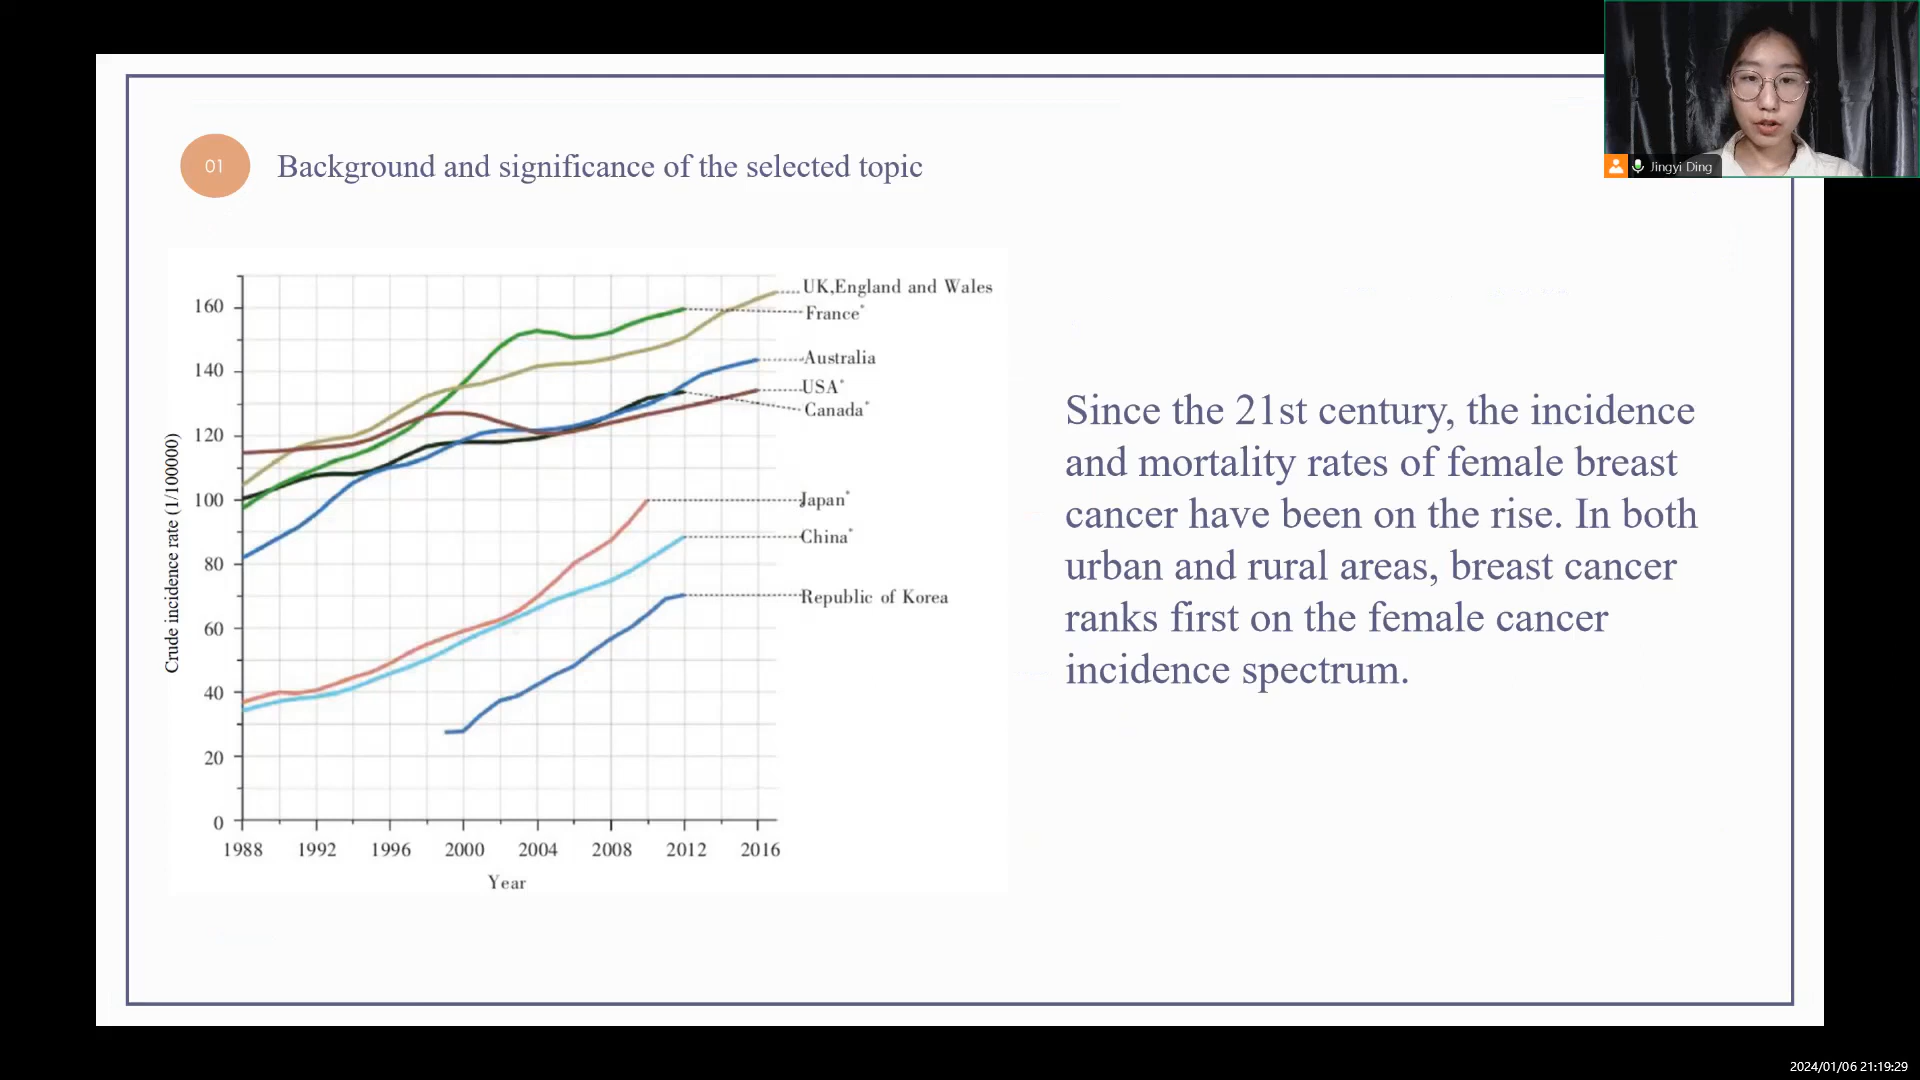 01
Background and significance of the selected topic
Jingyi Ding
UK,England and Wales
France*
Australia
USA*
Canada*
Japan*
China*
Republic of Korea
Crude incidence rate (1/100000)
160
140
120
100
80
60
40
20
0
1988 1992 1996 2000 2004 2008 2012 2016
Year
Since the 21st century, the incidence
and mortality rates of female breast
cancer have been on the rise. In both
urban and rural areas, breast cancer
ranks first on the female cancer
incidence spectrum.
2024/01/06 21:19:29